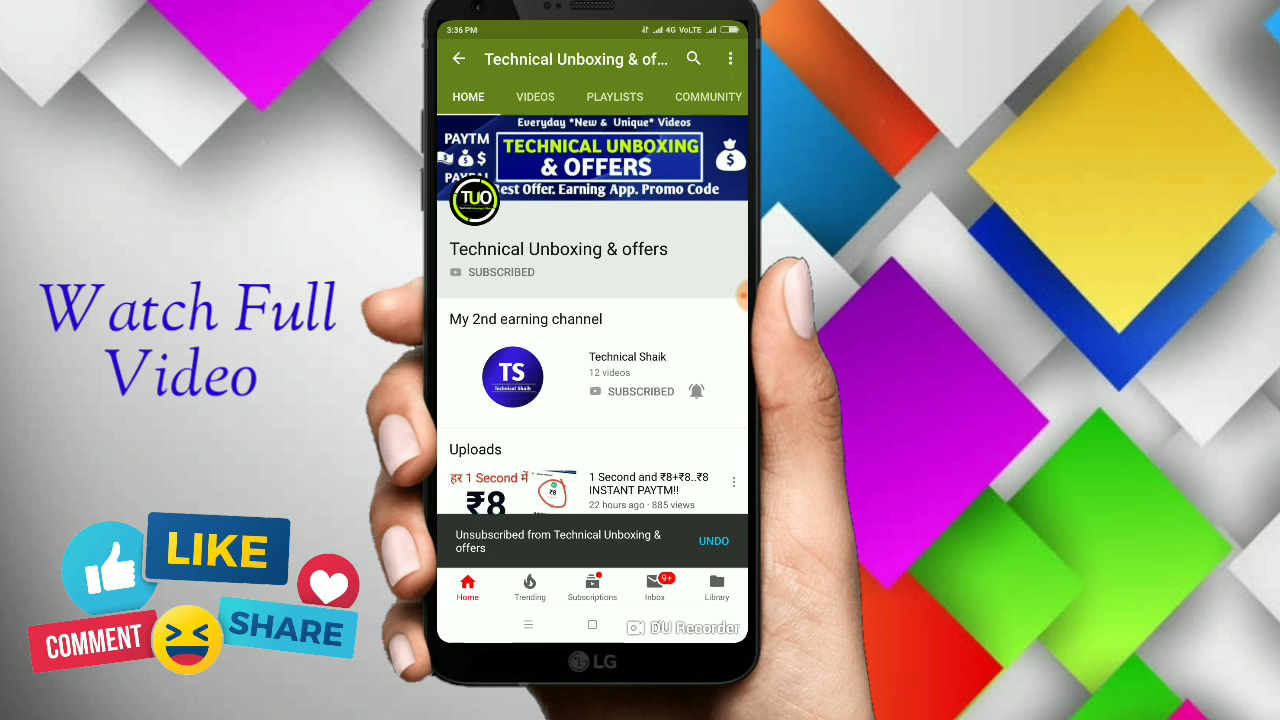 3:36 PM
4G VoLTE
Technical Unboxing & of...
HOME VIDEOS PLAYLISTS COMMUNITY
Everyday *New & Unique* Videos
PAYTM
TECHNICAL UNBOXING
& OFFERS
Best Offer. Earning App. Promo Code
TUO
Technical Unboxing & offers
SUBSCRIBED
My 2nd earning channel
TS
Technical Shaik
Technical Shaik
12 videos
SUBSCRIBED
Uploads
हर 1 Second में
₹8
₹8
1 Second and ₹8+₹8..₹8
INSTANT PAYTM!!
22 hours ago · 885 views
Unsubscribed from Technical Unboxing &
offers
UNDO
9+
Home Trending Subscriptions Inbox Library
DU Recorder
LG
Watch Full
Video
LIKE
COMMENT
SHARE